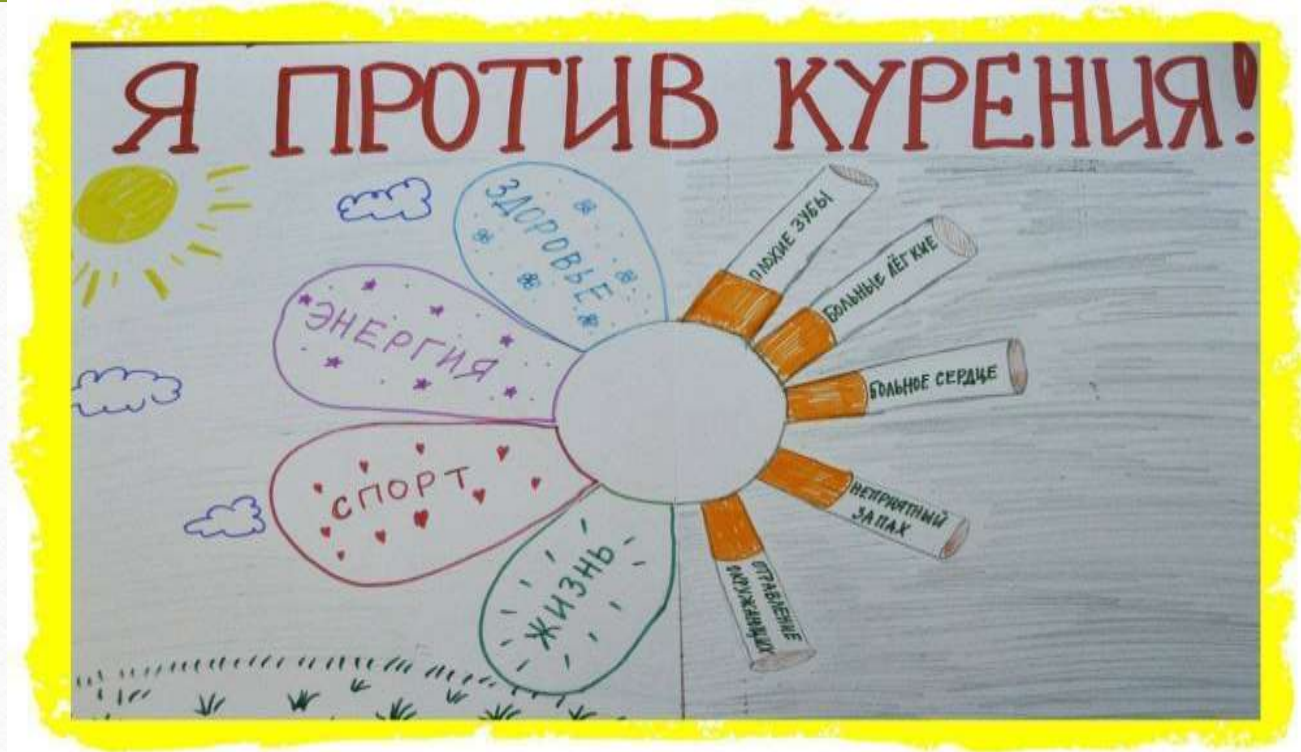 Я ПРОТИВ КУРЕНИЯ!
ЗДОРОВЬЕ
ЭНЕРГИЯ
СПОРТ
ЖИЗНЬ
ПЛОХИЕ ЗУБЫ
БОЛЬНЫЕ ЛЁГКИЕ
БОЛЬНОЕ СЕРДЦЕ
НЕПРИЯТНЫЙ
ЗАПАХ
ОТРАВЛЕНИЕ
ОКРУЖАЮЩИХ